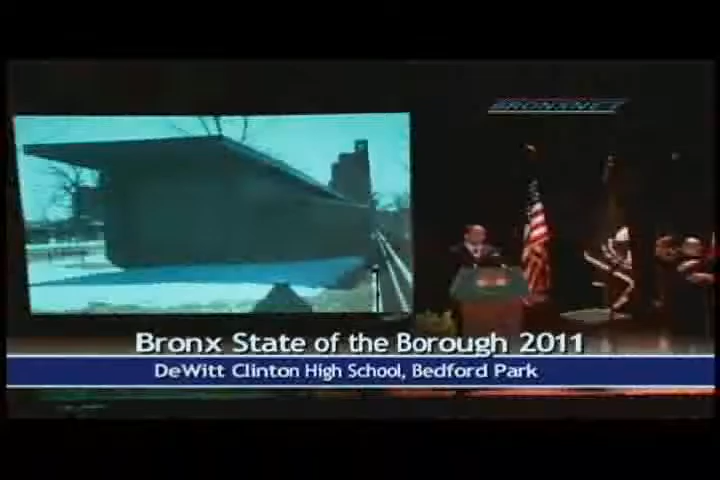 BRONXNET
Bronx State of the Borough 2011
DeWitt Clinton High School, Bedford Park